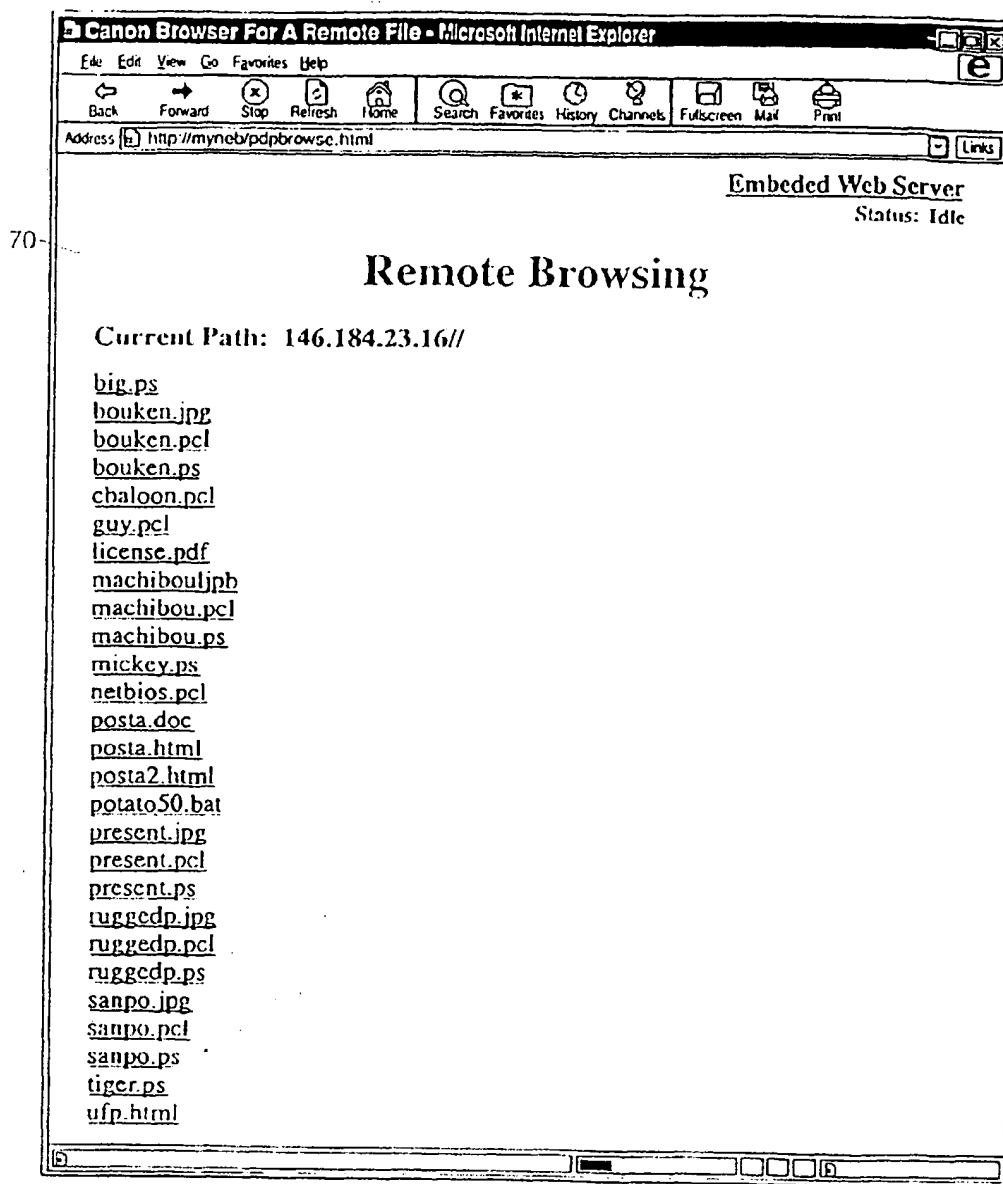 Canon Browser For A Remote File - Microsoft Internet Explorer
File Edit View Go Favorites Help
Back Forward Stop Refresh Home Search Favorites History Channels Fullscreen Mail Print
Address http://myneb/pdpbrowse.html Links
Embeded Web Server
Status: Idle
70
Remote Browsing
Current Path: 146.184.23.16//
big.ps
bouken.jpg
bouken.pcl
bouken.ps
chaloon.pcl
guy.pcl
license.pdf
machibouljpb
machibou.pcl
machibou.ps
mickey.ps
netbios.pcl
posta.doc
posta.html
posta2.html
potato50.bat
present.jpg
present.pcl
present.ps
ruggedp.jpg
ruggedp.pcl
ruggedp.ps
sanpo.jpg
sanpo.pcl
sanpo.ps
tiger.ps
ufp.html